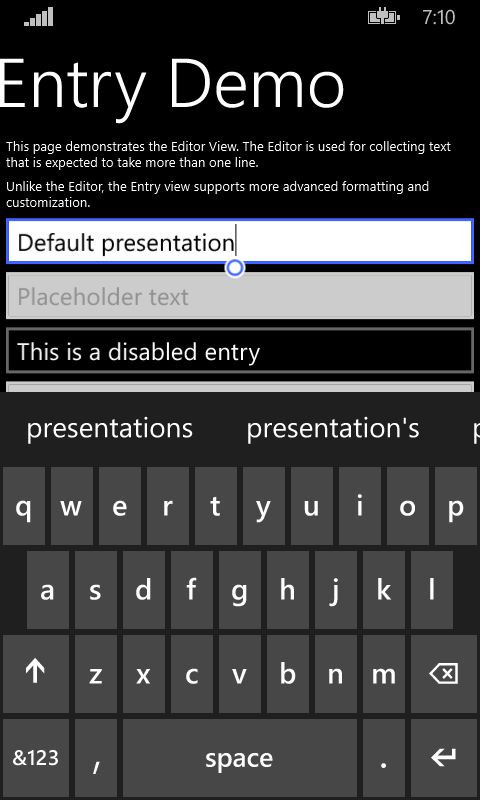 7:10
Entry Demo
This page demonstrates the Editor View. The Editor is used for collecting text
that is expected to take more than one line.
Unlike the Editor, the Entry view supports more advanced formatting and
customization.
Default presentation
Placeholder text
This is a disabled entry
presentations presentation's p
q w e r t y u i o p
a s d f g h j k l
z x c v b n m
&123 , space .